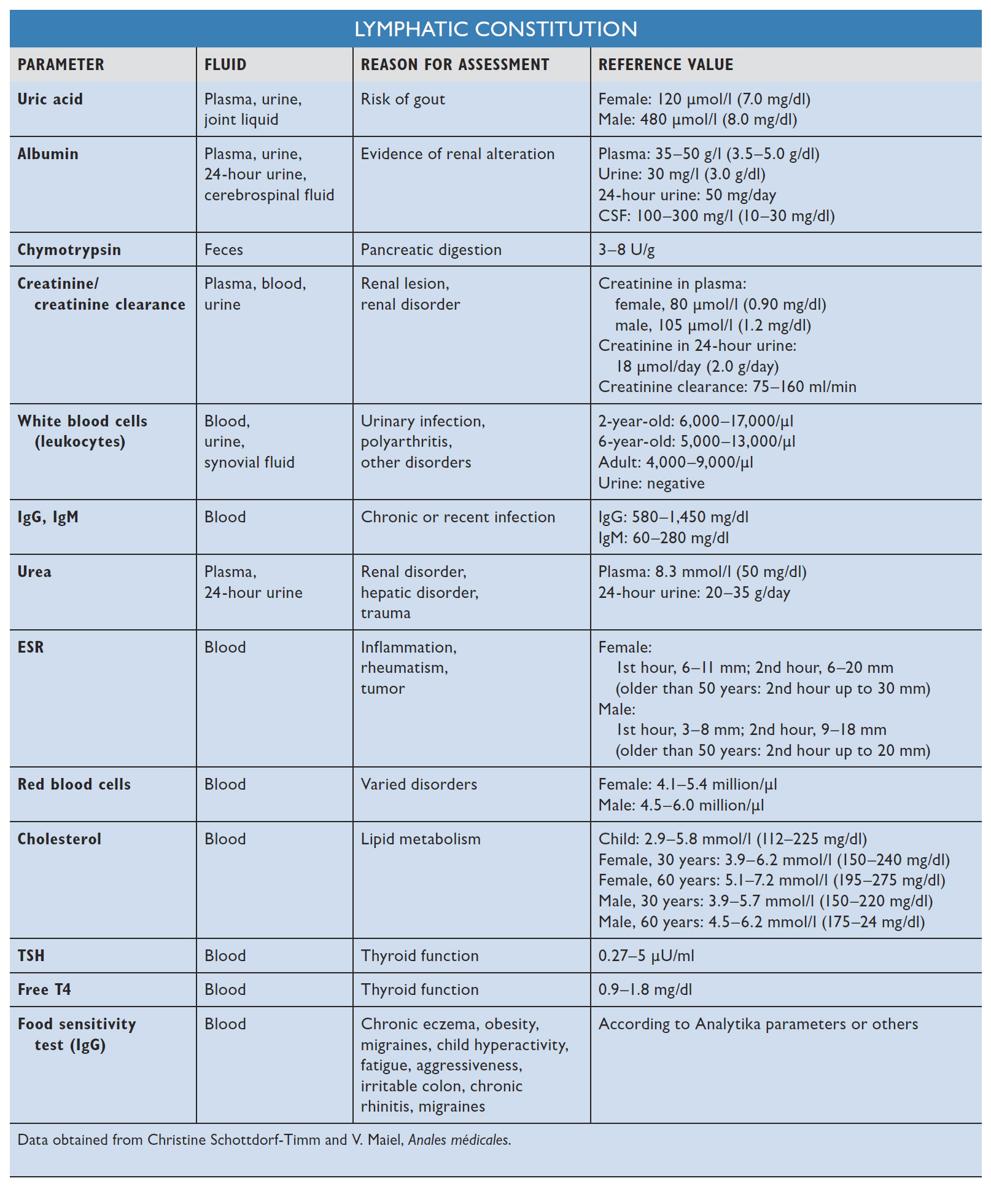 LYMPHATIC CONSTITUTION
PARAMETER FLUID REASON FOR ASSESSMENT REFERENCE VALUE
Uric acid Plasma, urine, Risk of gout Female: 120 µmol/l (7.0 mg/dl)
joint liquid Male: 480 µmol/l (8.0 mg/dl)
Albumin Plasma, urine, Evidence of renal alteration Plasma: 35–50 g/l (3.5–5.0 g/dl)
24-hour urine, Urine: 30 mg/l (3.0 g/dl)
cerebrospinal fluid 24-hour urine: 50 mg/day
CSF: 100–300 mg/l (10–30 mg/dl)
Chymotrypsin Feces Pancreatic digestion 3–8 U/g
Creatinine/ Plasma, blood, Renal lesion, Creatinine in plasma:
creatinine clearance urine renal disorder female, 80 µmol/l (0.90 mg/dl)
male, 105 µmol/l (1.2 mg/dl)
Creatinine in 24-hour urine:
18 µmol/day (2.0 g/day)
Creatinine clearance: 75–160 ml/min
White blood cells Blood, Urinary infection, 2-year-old: 6,000–17,000/µl
(leukocytes) urine, polyarthritis, 6-year-old: 5,000–13,000/µl
synovial fluid other disorders Adult: 4,000–9,000/µl
Urine: negative
IgG, IgM Blood Chronic or recent infection IgG: 580–1,450 mg/dl
IgM: 60–280 mg/dl
Urea Plasma, Renal disorder, Plasma: 8.3 mmol/l (50 mg/dl)
24-hour urine hepatic disorder, 24-hour urine: 20–35 g/day
trauma
ESR Blood Inflammation, Female:
rheumatism, 1st hour, 6–11 mm; 2nd hour, 6–20 mm
tumor (older than 50 years: 2nd hour up to 30 mm)
Male:
1st hour, 3–8 mm; 2nd hour, 9–18 mm
(older than 50 years: 2nd hour up to 20 mm)
Red blood cells Blood Varied disorders Female: 4.1–5.4 million/µl
Male: 4.5–6.0 million/µl
Cholesterol Blood Lipid metabolism Child: 2.9–5.8 mmol/l (112–225 mg/dl)
Female, 30 years: 3.9–6.2 mmol/l (150–240 mg/dl)
Female, 60 years: 5.1–7.2 mmol/l (195–275 mg/dl)
Male, 30 years: 3.9–5.7 mmol/l (150–220 mg/dl)
Male, 60 years: 4.5–6.2 mmol/l (175–24 mg/dl)
TSH Blood Thyroid function 0.27–5 µU/ml
Free T4 Blood Thyroid function 0.9–1.8 mg/dl
Food sensitivity Blood Chronic eczema, obesity, According to Analytika parameters or others
test (IgG) migraines, child hyperactivity,
fatigue, aggressiveness,
irritable colon, chronic
rhinitis, migraines
Data obtained from Christine Schottdorf-Timm and V. Maiel, Anales médicales.